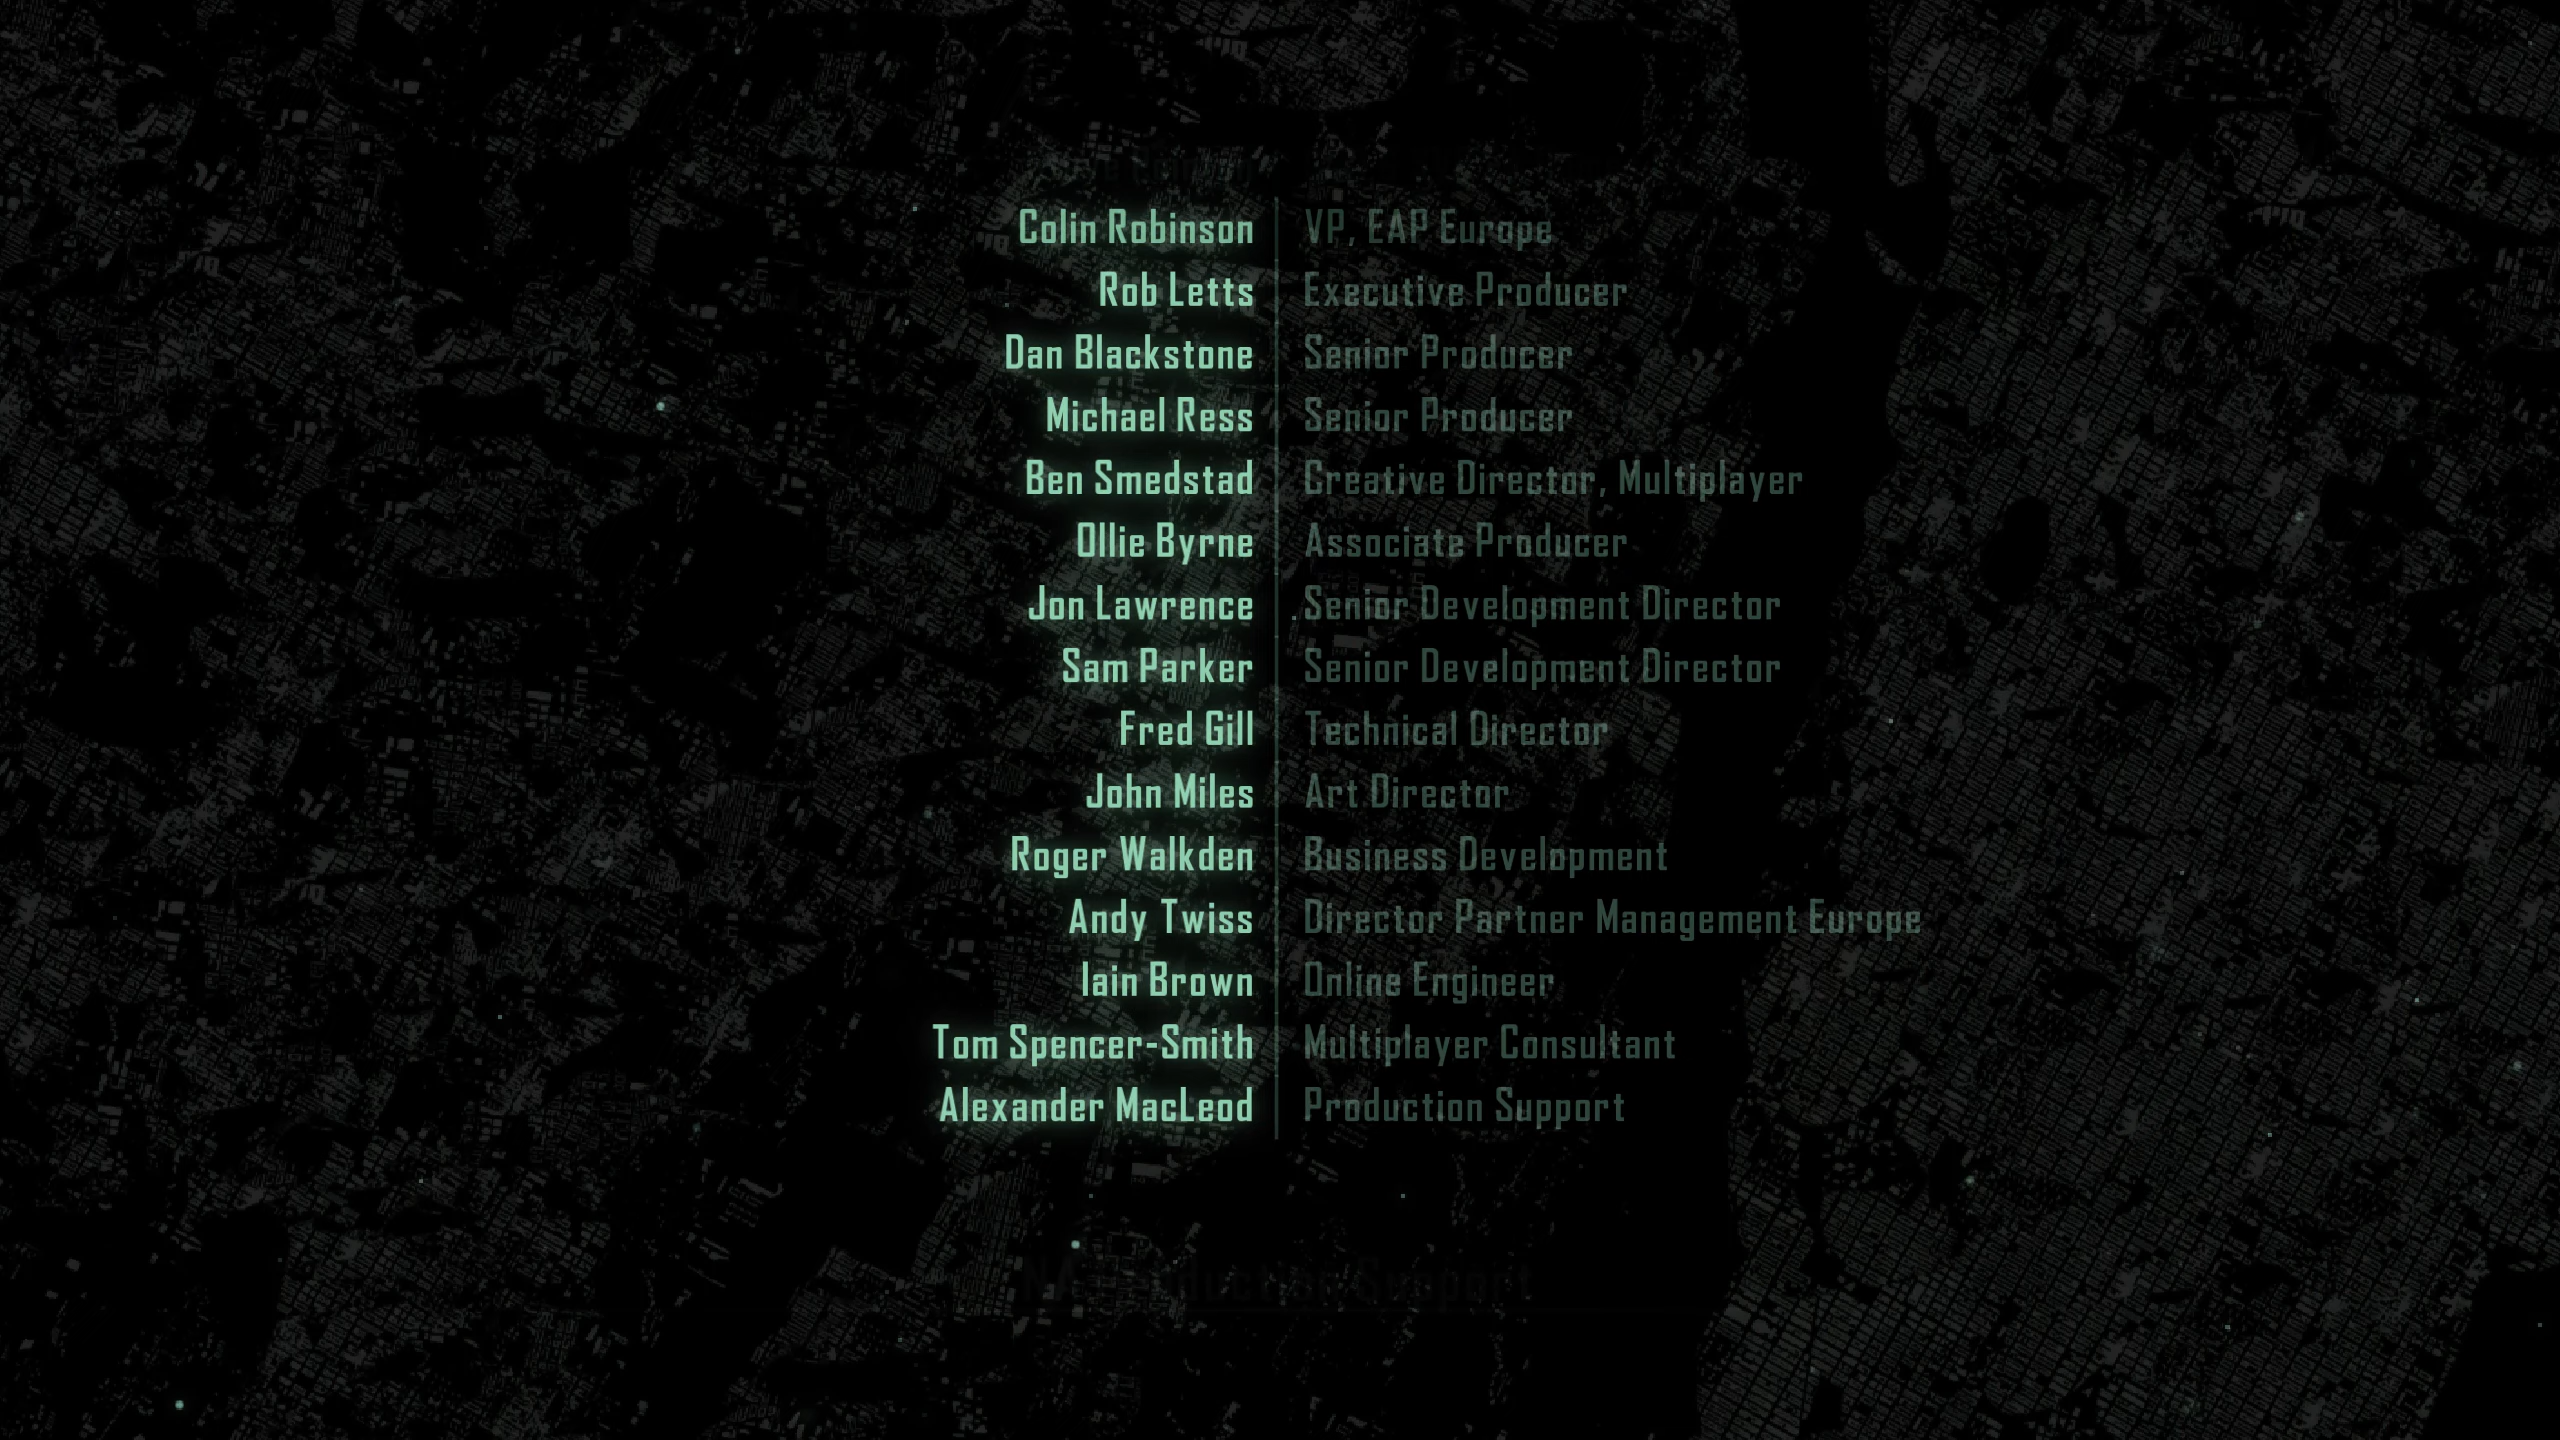 Colin Robinson VP, EAP Europe
Rob Letts Executive Producer
Dan Blackstone Senior Producer
Michael Ress Senior Producer
Ben Smedstad Creative Director, Multiplayer
Ollie Byrne Associate Producer
Jon Lawrence Senior Development Director
Sam Parker Senior Development Director
Fred Gill Technical Director
John Miles Art Director
Roger Walkden Business Development
Andy Twiss Director Partner Management Europe
Iain Brown Online Engineer
Tom Spencer-Smith Multiplayer Consultant
Alexander MacLeod Production Support
Support